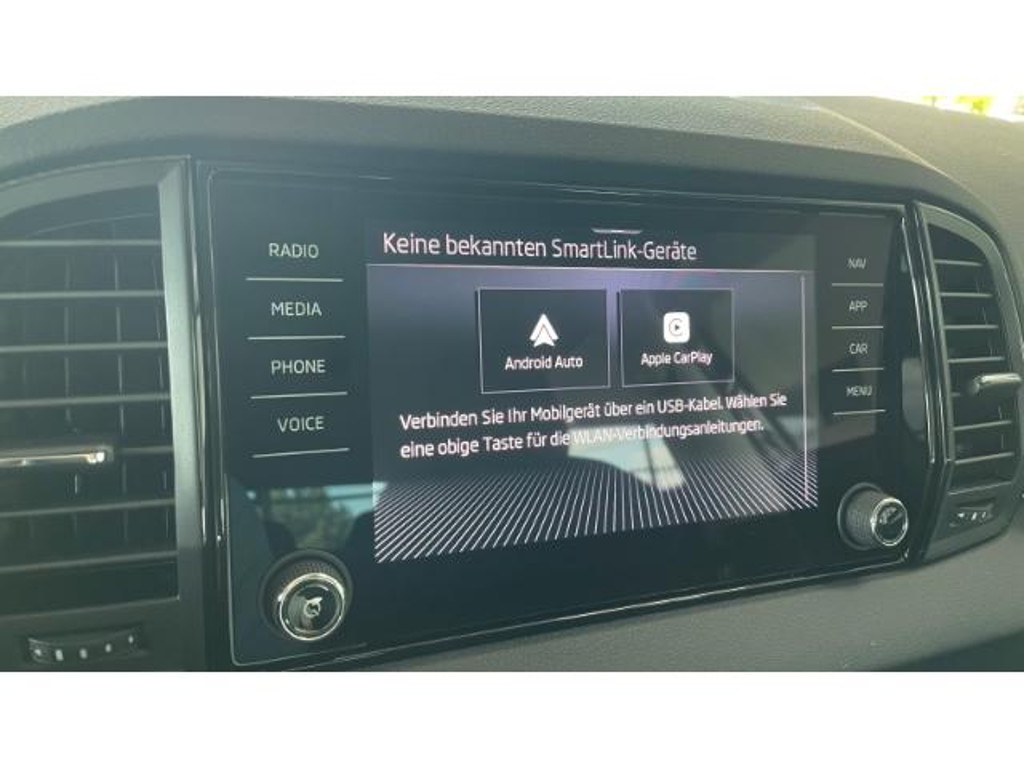 RADIO
MEDIA
PHONE
VOICE
Keine bekannten SmartLink-Geräte
Android Auto
Apple CarPlay
Verbinden Sie Ihr Mobilgerät über ein USB-Kabel. Wählen Sie
eine obige Taste für die WLAN-Verbindungsanleitungen.
NAV
APP
CAR
MENU